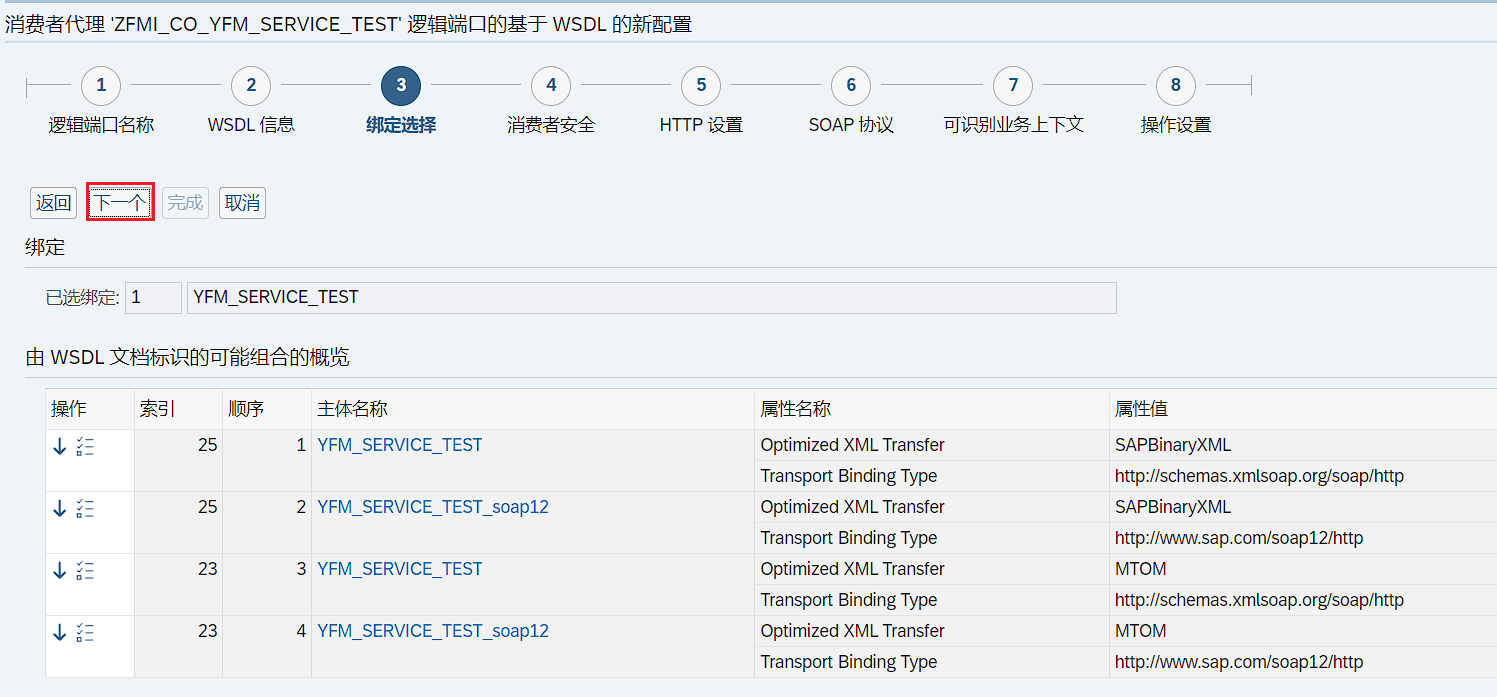 消费者代理 'ZFMI_CO_YFM_SERVICE_TEST' 逻辑端口的基于 WSDL 的新配置
1 2 3 4 5 6 7 8
逻辑端口名称 WSDL 信息 绑定选择 消费者安全 HTTP 设置 SOAP 协议 可识别业务上下文 操作设置
返回 下一个 完成 取消
绑定
已选绑定: 1 YFM_SERVICE_TEST
由 WSDL 文档标识的可能组合的概览
操作 索引 顺序 主体名称 属性名称 属性值
25 1 YFM_SERVICE_TEST Optimized XML Transfer SAPBinaryXML
Transport Binding Type http://schemas.xmlsoap.org/soap/http
25 2 YFM_SERVICE_TEST_soap12 Optimized XML Transfer SAPBinaryXML
Transport Binding Type http://www.sap.com/soap12/http
23 3 YFM_SERVICE_TEST Optimized XML Transfer MTOM
Transport Binding Type http://schemas.xmlsoap.org/soap/http
23 4 YFM_SERVICE_TEST_soap12 Optimized XML Transfer MTOM
Transport Binding Type http://www.sap.com/soap12/http